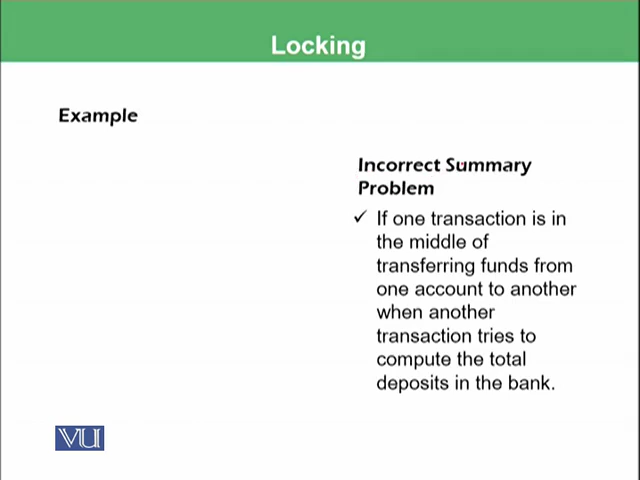 Locking
Example
Incorrect Summary
Problem
✓ If one transaction is in
the middle of
transferring funds from
one account to another
when another
transaction tries to
compute the total
deposits in the bank.
VU